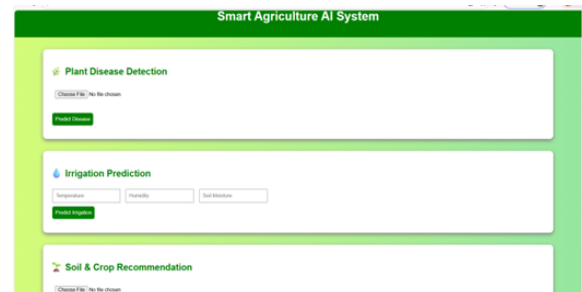 Smart Agriculture AI System
Plant Disease Detection
Choose File No file chosen
Predict Disease
Irrigation Prediction
Temperature Humidity Soil Moisture
Predict Irrigation
Soil & Crop Recommendation
Choose File No file chosen